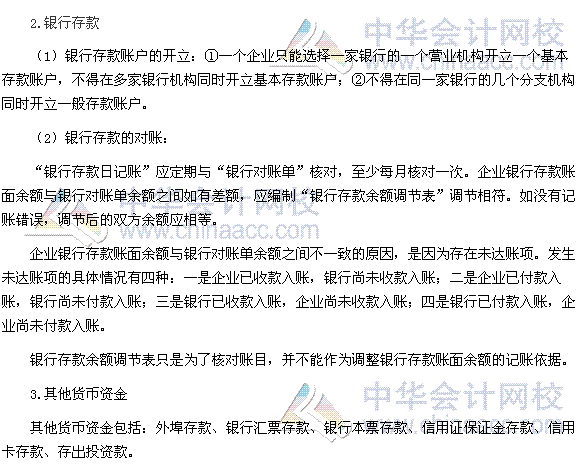 2.银行存款
（1）银行存款账户的开立：①一个企业只能选择一家银行的一个营业机构开立一个基本
存款账户，不得在多家银行机构同时开立基本存款账户；②不得在同一家银行的几个分支机构
同时开立一般存款账户。
（2）银行存款的对账：
“银行存款日记账”应定期与“银行对账单”核对，至少每月核对一次。企业银行存款账
面余额与银行对账单余额之间如有差额，应编制“银行存款余额调节表”调节相符。如没有记
账错误，调节后的双方余额应相等。
企业银行存款账面余额与银行对账单余额之间不一致的原因，是因为存在未达账项。发生
未达账项的具体情况有四种：一是企业已收款入账，银行尚未收款入账；二是企业已付款入
账，银行尚未付款入账；三是银行已收款入账，企业尚未收款入账；四是银行已付款入账，企
业尚未付款入账。
银行存款余额调节表只是为了核对账目，并不能作为调整银行存款账面余额的记账依据。
3.其他货币资金
其他货币资金包括：外埠存款、银行汇票存款、银行本票存款、信用证保证金存款、信用
卡存款、存出投资款。
中华会计网校
www.chinaacc.com
中华会计网校
www.chinaacc.com
中华会计网校
www.chinaacc.com